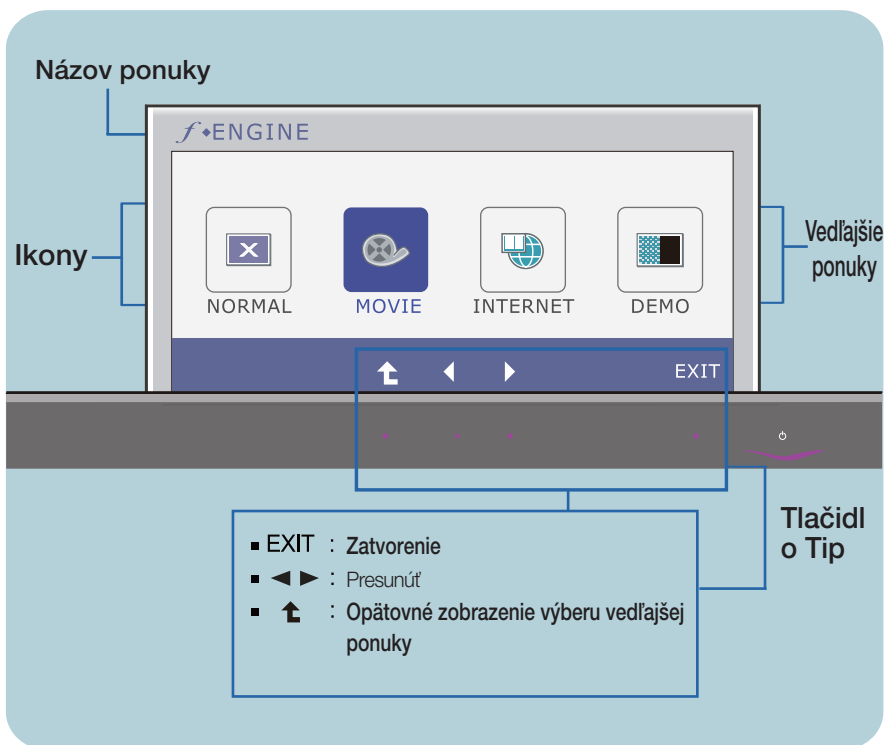 Názov ponuky
f◆ENGINE
Ikony
Vedľajšie
ponuky
NORMAL MOVIE INTERNET DEMO
EXIT
Tlačidl
o Tip
▪ EXIT : Zatvorenie
▪ ◄ ► : Presunúť
▪ : Opätovné zobrazenie výberu vedľajšej
ponuky